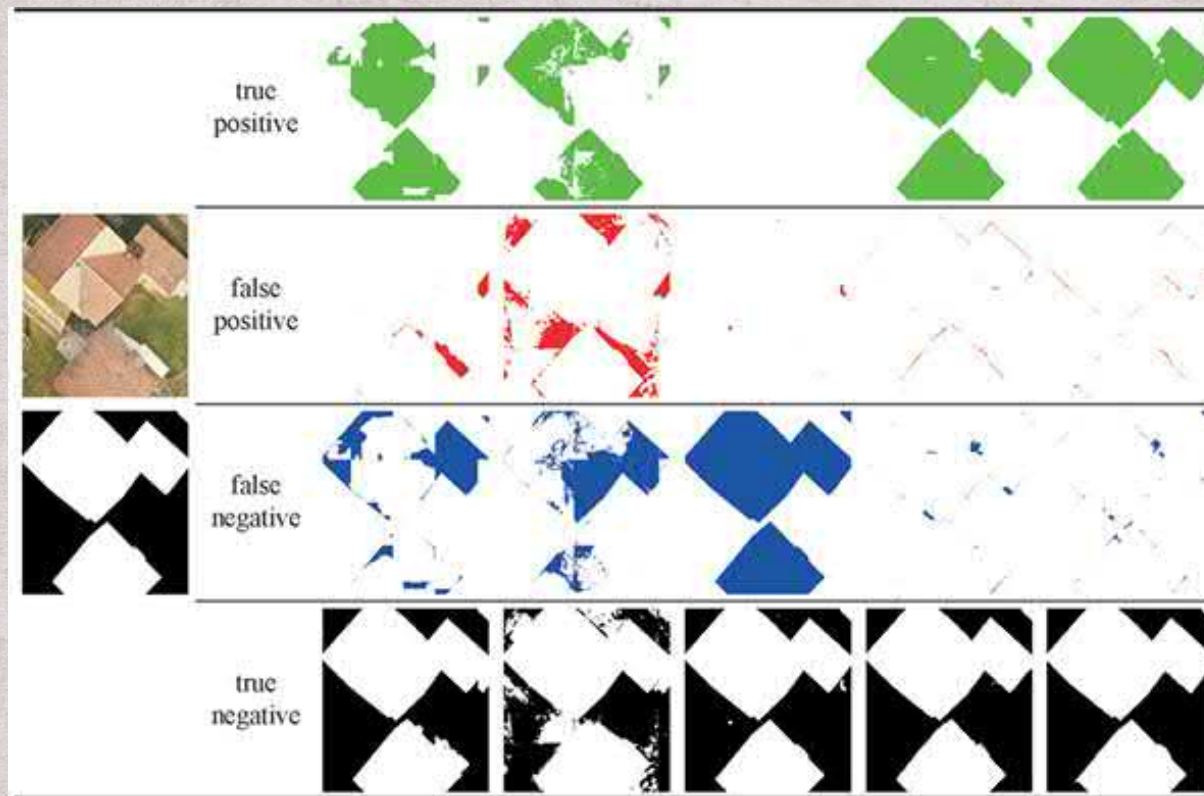 true
positive
false
positive
false
negative
true
negative